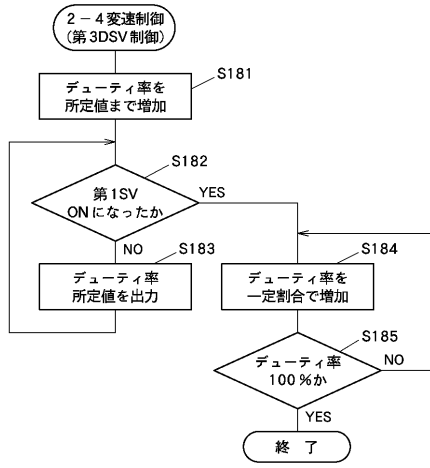 2－4変速制御
(第3DSV制御)
S181
デューティ率を
所定値まで増加
S182
第1SV
ONになったか
YES
NO
S183
デューティ率
所定値を出力
S184
デューティ率を
一定割合で増加
S185
デューティ率
100％か
NO
YES
終 了